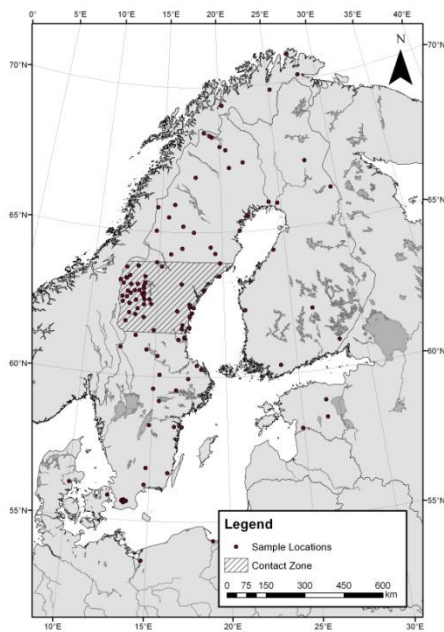 0° 5°E 10°E 15°E 20°E 25°E 30°E 35°E 40°E
N
70°N 70°N
65°N 65°N
60°N 60°N
55°N 55°N
Legend
Sample Locations
Contact Zone
0 75 150 300 450 600
km
10°E 15°E 20°E 25°E 30°E